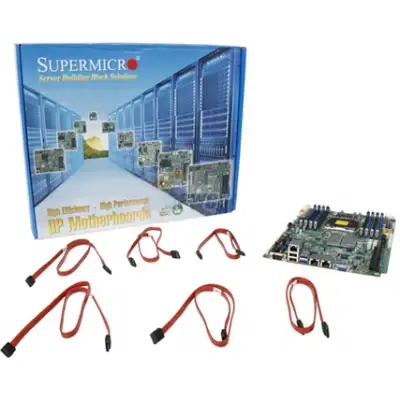 SUPERMICRO
Server Building Block Solutions
High Efficiency - High Performance
UP Motherboards